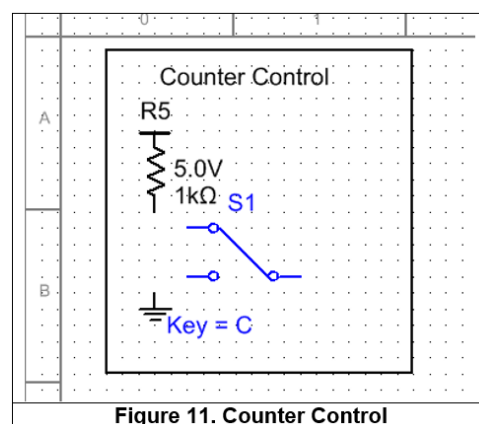 0 1
Counter Control
A
R5
5.0V
1kΩ
S1
B
Key = C
Figure 11. Counter Control